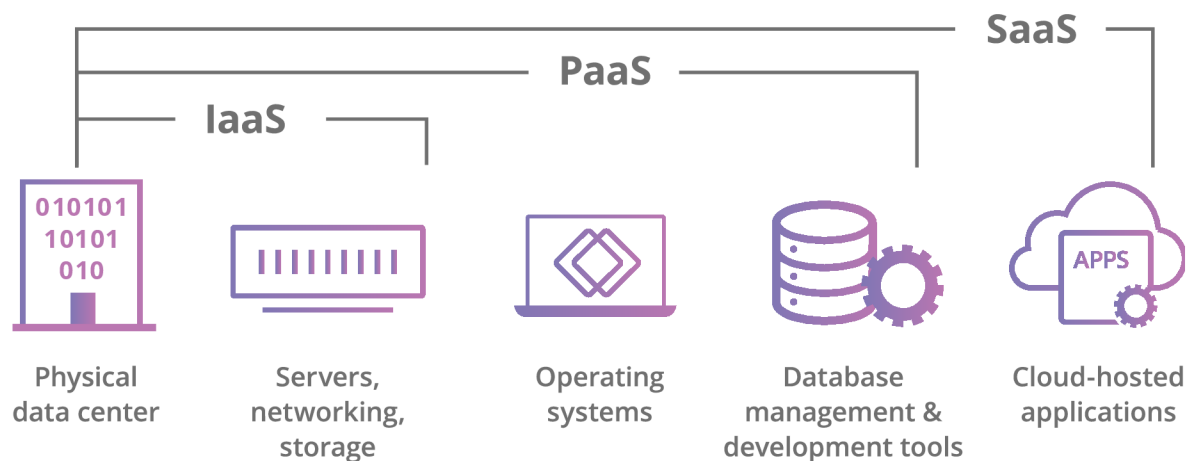 SaaS
PaaS
IaaS
010101
10101
010
APPS
Physical
data center
Servers,
networking,
storage
Operating
systems
Database
management &
development tools
Cloud-hosted
applications